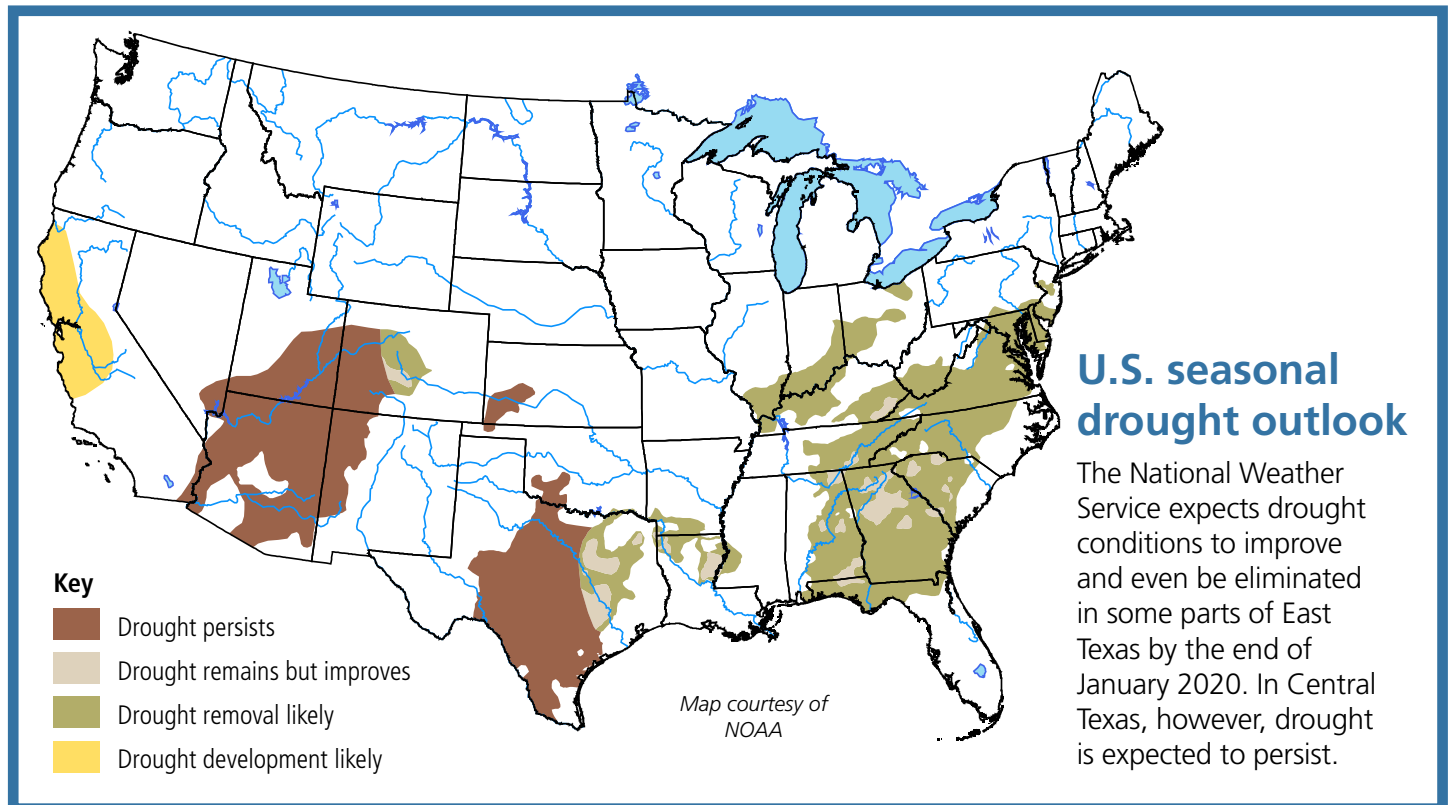 U.S. seasonal
drought outlook
The National Weather
Service expects drought
conditions to improve
and even be eliminated
in some parts of East
Texas by the end of
January 2020. In Central
Texas, however, drought
is expected to persist.
Key
Drought persists
Drought remains but improves
Drought removal likely
Drought development likely
Map courtesy of
NOAA